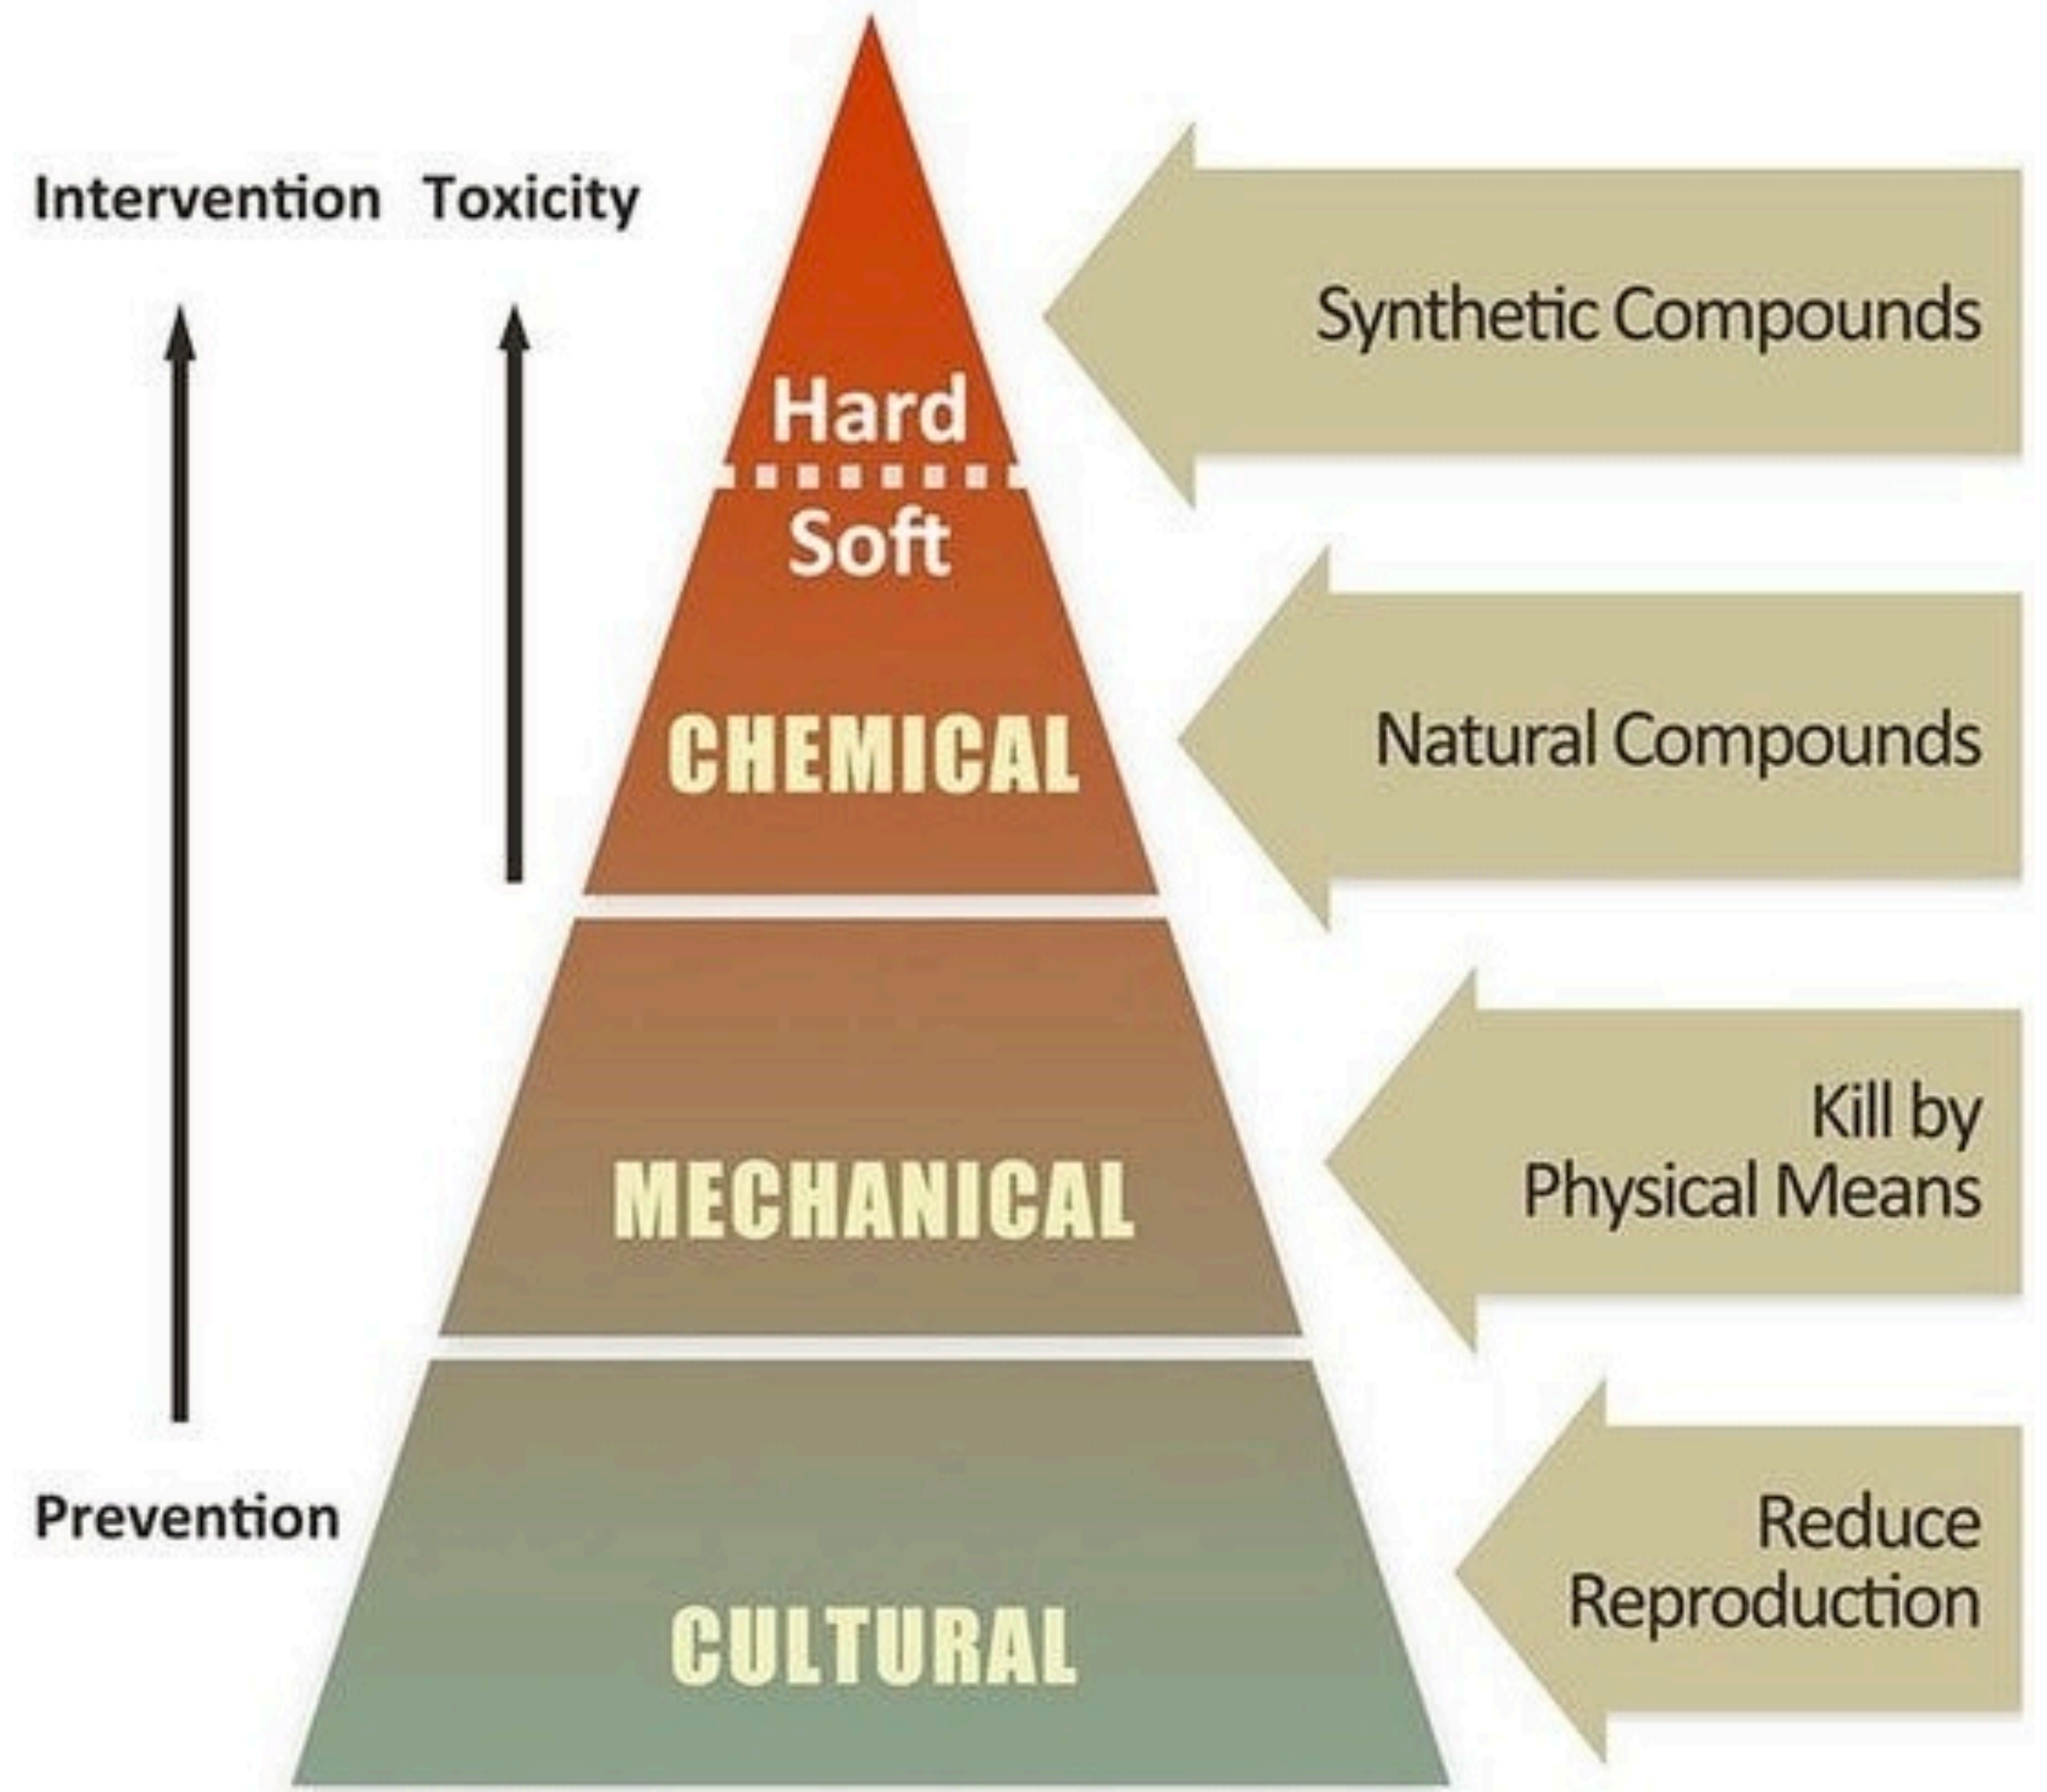 Intervention Toxicity
Synthetic Compounds
Hard
Soft
CHEMICAL
Natural Compounds
MECHANICAL
Kill by
Physical Means
Prevention
CULTURAL
Reduce
Reproduction